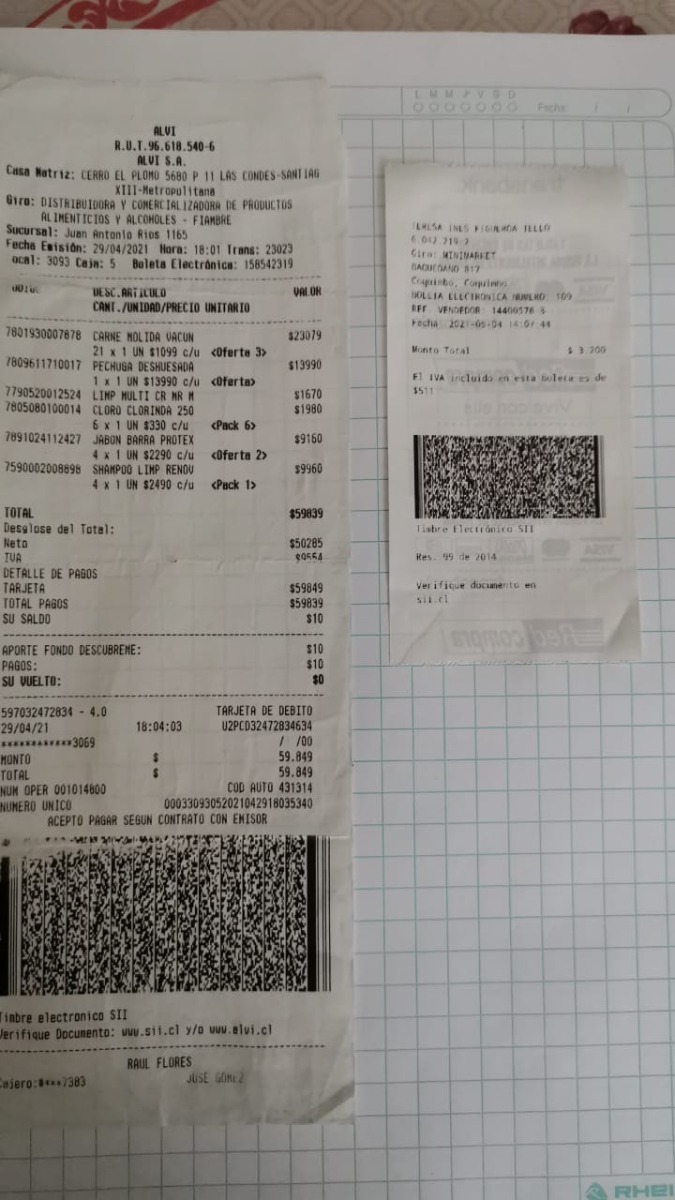 ALVI
R.U.T.96.618.540-6
ALVI S.A.
Casa Matriz: CERRO EL PLOMO 5680 P 11 LAS CONDES-SANTIAG
XIII-Metropolitana
Giro: DISTRIBUIDORA Y COMERCIALIZADORA DE PRODUCTOS
ALIMENTICIOS Y ALCOHOLES - FIAMBRE
Sucursal: Juan Antonio Rios 1165
Fecha Emisión: 29/04/2021 Hora: 18:01 Trans: 23023
ocal: 3093 Caja: 5 Boleta Electrónica: 158542319
DESC.ARTICULO VALOR
CANT./UNIDAD/PRECIO UNITARIO
7801930007878 CARNE MOLIDA VACUN $23079
21 x 1 UN $1099 c/u <Oferta 3>
7809611710017 PECHUGA DESHUESADA $13990
1 x 1 UN $13990 c/u <Oferta>
7790520012524 LIMP MULTI CR MR M $1670
7805080100014 CLORO CLORINDA 250 $1980
6 x 1 UN $330 c/u <Pack 6>
7891024112427 JABON BARRA PROTEX $9160
4 x 1 UN $2290 c/u <Oferta 2>
7590002008898 SHAMPOO LIMP RENOV $9960
4 x 1 UN $2490 c/u <Pack 1>
TOTAL $59839
Desglose del Total:
Neto $50285
IVA $9554
DETALLE DE PAGOS
TARJETA $59849
TOTAL PAGOS $59839
SU SALDO $10
APORTE FONDO DESCUBREME: $10
PAGOS: $10
SU VUELTO: $0
597032472834 - 4.0 TARJETA DE DEBITO
29/04/21 18:04:03 U2PCD32472834634
************3069 / /00
MONTO $ 59.849
TOTAL $ 59.849
NUM OPER 001014800 COD AUTO 431314
NUMERO UNICO 00033093052021042918035340
ACEPTO PAGAR SEGUN CONTRATO CON EMISOR
Timbre electronico SII
Verifique Documento: www.sii.cl y/o www.alvi.cl
RAUL FLORES
Cajero:****7383 JOSE GOMEZ
L M M J V S D
Fecha: / /
TERESA INES FIGUEROA TELLO
Giro: MINIMARKET
BAQUEDANO 817
Coquimbo, Coquimbo
BOLETA ELECTRONICA NUMERO: 109
REF. VENDEDOR: 14400576-5
Fecha: 2021-05-04 14:07:44
Monto Total $ 3.200
El IVA incluido en esta boleta es de
$511
Timbre Electrónico SII
Res. 99 de 2014
Verifique documento en
sii.cl
RHEI